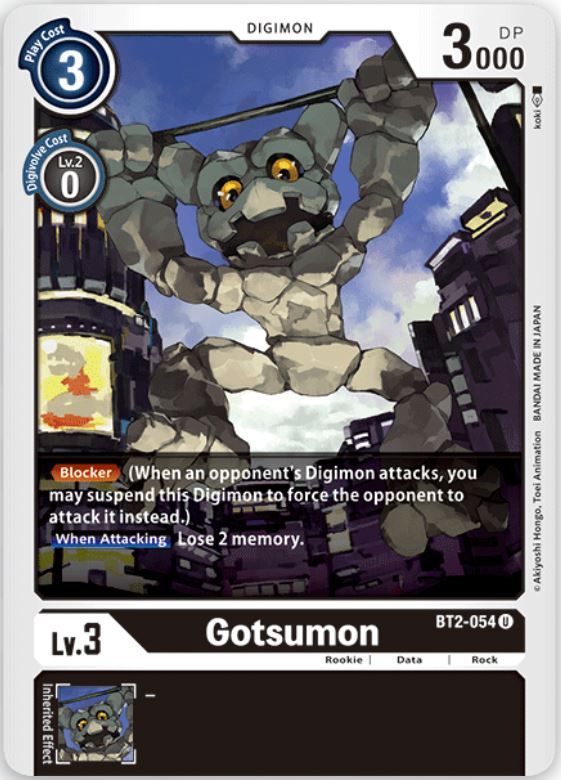 DIGIMON
Play Cost
3
DP
3000
Digivolve Cost
Lv.2
0
koki
Blocker (When an opponent's Digimon attacks, you
may suspend this Digimon to force the opponent to
attack it instead.)
When Attacking Lose 2 memory.
© Akiyoshi Hongo, Toei Animation BANDAI MADE IN JAPAN
Lv.3
Gotsumon
BT2-054 U
Rookie | Data | Rock
Inherited Effect
–